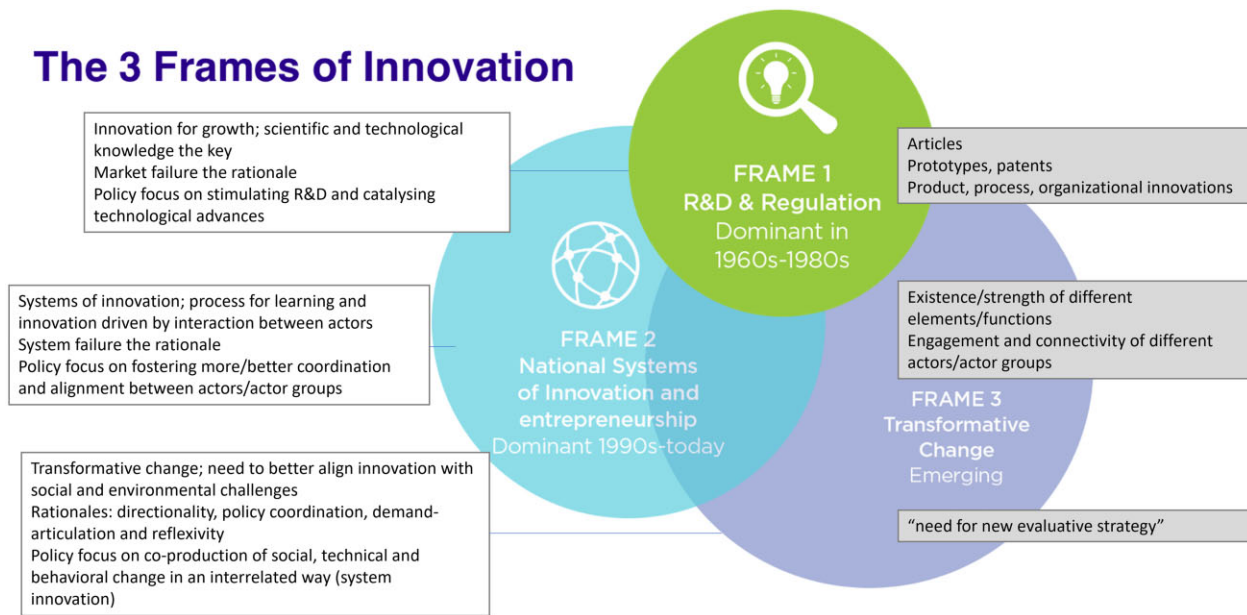 The 3 Frames of Innovation
Innovation for growth; scientific and technological
knowledge the key
Market failure the rationale
Policy focus on stimulating R&D and catalysing
technological advances
FRAME 1
R&D & Regulation
Dominant in
1960s-1980s
Articles
Prototypes, patents
Product, process, organizational innovations
Systems of innovation; process for learning and
innovation driven by interaction between actors
System failure the rationale
Policy focus on fostering more/better coordination
and alignment between actors/actor groups
FRAME 2
National Systems
of Innovation and
entrepreneurship
Dominant 1990s-today
Existence/strength of different
elements/functions
Engagement and connectivity of different
actors/actor groups
FRAME 3
Transformative
Change
Emerging
Transformative change; need to better align innovation with
social and environmental challenges
Rationales: directionality, policy coordination, demand-
articulation and reflexivity
Policy focus on co-production of social, technical and
behavioral change in an interrelated way (system
innovation)
“need for new evaluative strategy”